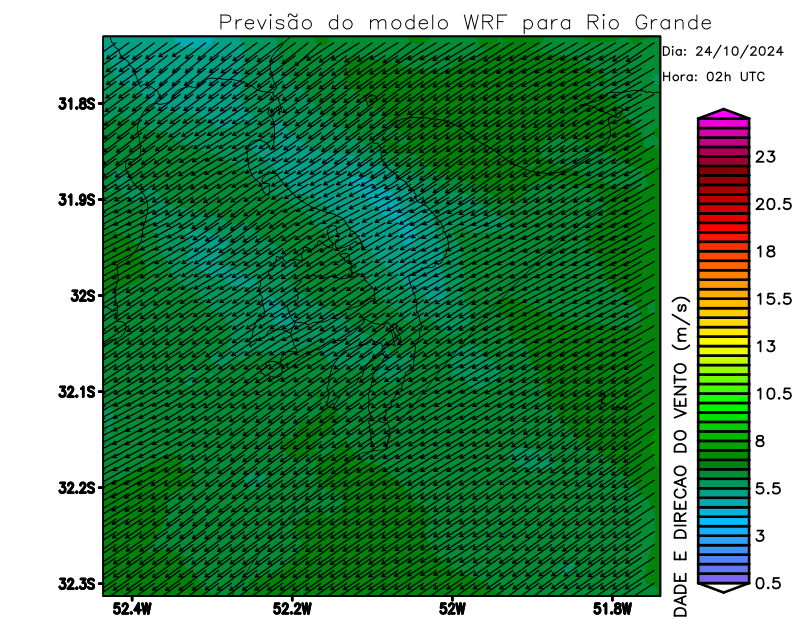 Previsão do modelo WRF para Rio Grande
Dia: 24/10/2024
Hora: 02h UTC
31.8S
31.9S
32S
32.1S
32.2S
32.3S
52.4W
52.2W
52W
51.8W
23
20.5
18
15.5
13
10.5
8
5.5
3
0.5
DADE E DIRECAO DO VENTO (m/s)